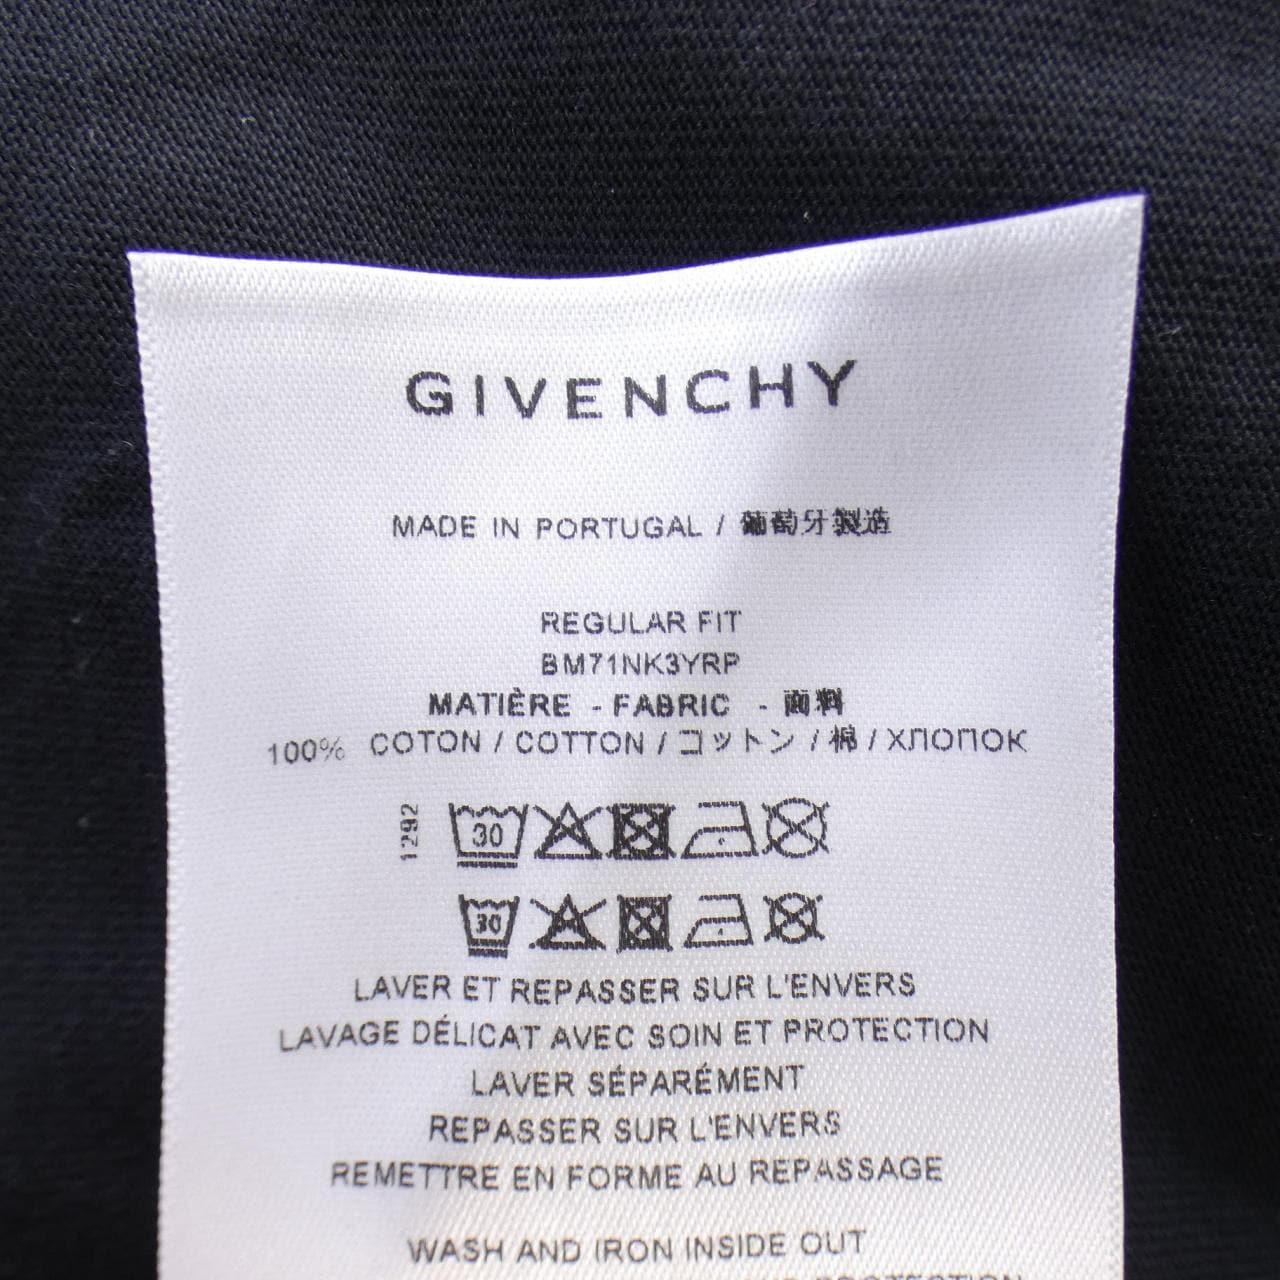 GIVENCHY
MADE IN PORTUGAL / 葡萄牙製造
REGULAR FIT
BM71NK3YRP
MATIÈRE - FABRIC - 面料
100% COTON / COTTON / コットン / 棉 / ХЛОПОК
1292
30
30
LAVER ET REPASSER SUR L'ENVERS
LAVAGE DÉLICAT AVEC SOIN ET PROTECTION
LAVER SÉPARÉMENT
REPASSER SUR L'ENVERS
REMETTRE EN FORME AU REPASSAGE
WASH AND IRON INSIDE OUT